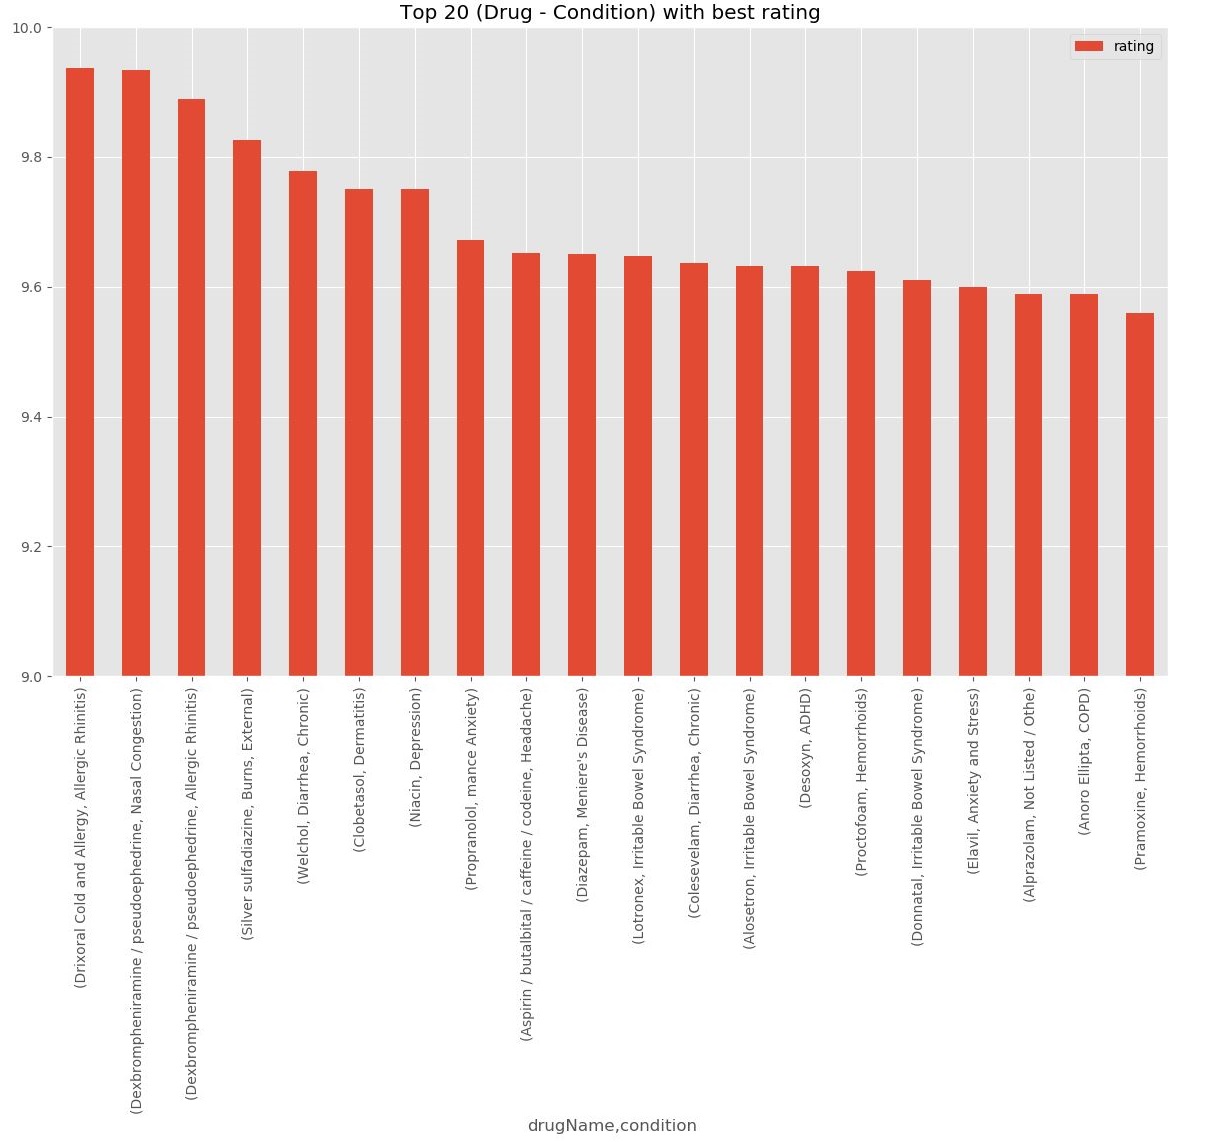 Top 20 (Drug - Condition) with best rating
rating
10.0
9.8
9.6
9.4
9.2
9.0
(Drixoral Cold and Allergy, Allergic Rhinitis)
(Dexbrompheniramine / pseudoephedrine, Nasal Congestion)
(Dexbrompheniramine / pseudoephedrine, Allergic Rhinitis)
(Silver sulfadiazine, Burns, External)
(Welchol, Diarrhea, Chronic)
(Clobetasol, Dermatitis)
(Niacin, Depression)
(Propranolol, mance Anxiety)
(Aspirin / butalbital / caffeine / codeine, Headache)
(Diazepam, Meniere's Disease)
(Lotronex, Irritable Bowel Syndrome)
(Colesevelam, Diarrhea, Chronic)
(Alosetron, Irritable Bowel Syndrome)
(Desoxyn, ADHD)
(Proctofoam, Hemorrhoids)
(Donnatal, Irritable Bowel Syndrome)
(Elavil, Anxiety and Stress)
(Alprazolam, Not Listed / Othe)
(Anoro Ellipta, COPD)
(Pramoxine, Hemorrhoids)
drugName,condition